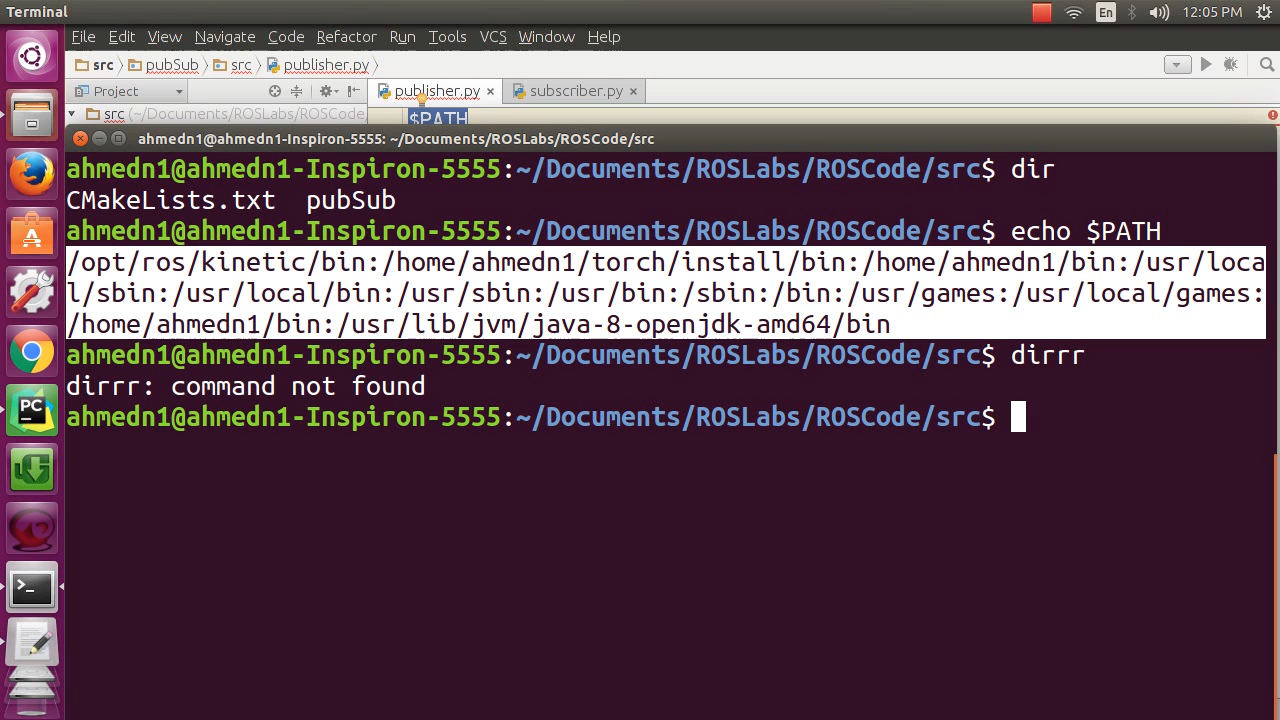 Terminal
En
12:05 PM
File Edit View Navigate Code Refactor Run Tools VCS Window Help
src pubSub src publisher.py
Project publisher.py subscriber.py
src (~/Documents/ROSLabs/ROSCode/
$PATH
ahmedn1@ahmedn1-Inspiron-5555: ~/Documents/ROSLabs/ROSCode/src
ahmedn1@ahmedn1-Inspiron-5555:~/Documents/ROSLabs/ROSCode/src$ dir
CMakeLists.txt  pubSub
ahmedn1@ahmedn1-Inspiron-5555:~/Documents/ROSLabs/ROSCode/src$ echo $PATH
/opt/ros/kinetic/bin:/home/ahmedn1/torch/install/bin:/home/ahmedn1/bin:/usr/loca
l/sbin:/usr/local/bin:/usr/sbin:/usr/bin:/sbin:/bin:/usr/games:/usr/local/games:
/home/ahmedn1/bin:/usr/lib/jvm/java-8-openjdk-amd64/bin
ahmedn1@ahmedn1-Inspiron-5555:~/Documents/ROSLabs/ROSCode/src$ dirrr
dirrr: command not found
ahmedn1@ahmedn1-Inspiron-5555:~/Documents/ROSLabs/ROSCode/src$
PC
>_